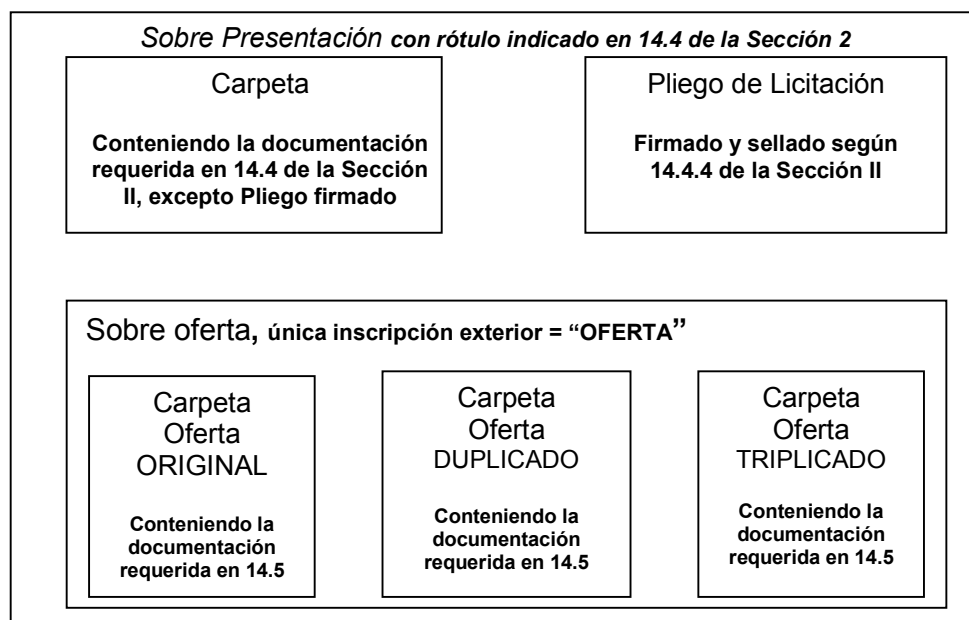 Sobre Presentación con rótulo indicado en 14.4 de la Sección 2
Carpeta
Conteniendo la documentación
requerida en 14.4 de la Sección
II, excepto Pliego firmado
Pliego de Licitación
Firmado y sellado según
14.4.4 de la Sección II
Sobre oferta, única inscripción exterior = “OFERTA”
Carpeta
Oferta
ORIGINAL
Conteniendo la
documentación
requerida en 14.5
Carpeta
Oferta
DUPLICADO
Conteniendo la
documentación
requerida en 14.5
Carpeta
Oferta
TRIPLICADO
Conteniendo la
documentación
requerida en 14.5